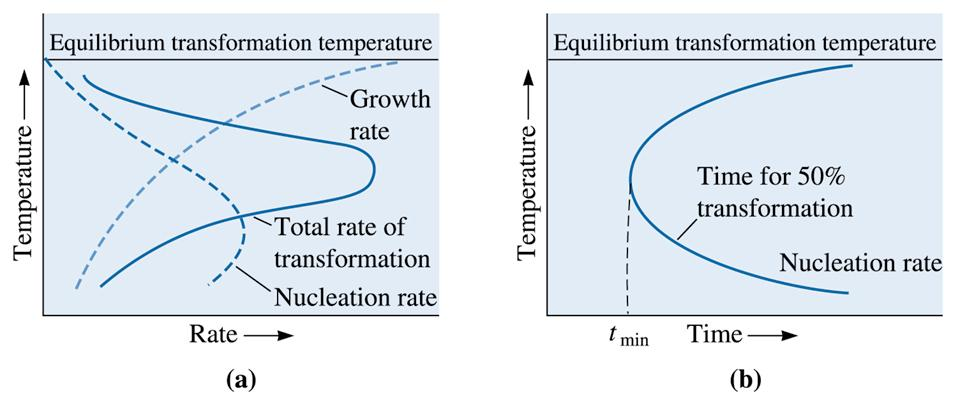 Equilibrium transformation temperature
Temperature
Growth
rate
Total rate of
transformation
Nucleation rate
Rate
(a)
Equilibrium transformation temperature
Temperature
Time for 50%
transformation
Nucleation rate
t min
Time
(b)